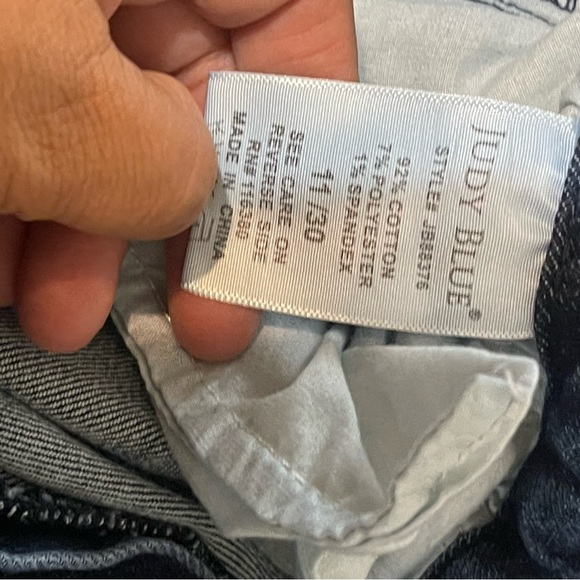 JUDY BLUE®
STYLE# JB88376
92% COTTON
7% POLYESTER
1% SPANDEX
11/30
SEE CARE ON
REVERSE SIDE
RN# 116380
MADE IN CHINA